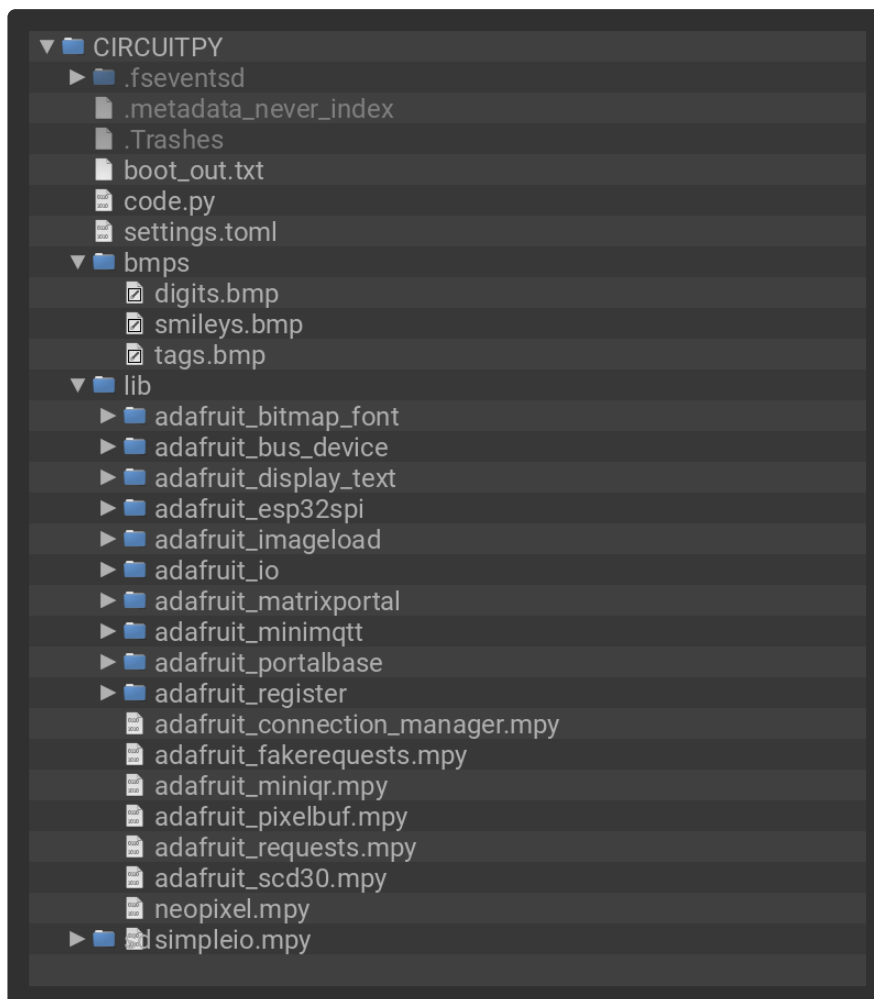 CIRCUITPY
.fseventsd
.metadata_never_index
.Trashes
boot_out.txt
code.py
settings.toml
bmps
digits.bmp
smileys.bmp
tags.bmp
lib
adafruit_bitmap_font
adafruit_bus_device
adafruit_display_text
adafruit_esp32spi
adafruit_imageload
adafruit_io
adafruit_matrixportal
adafruit_minimqtt
adafruit_portalbase
adafruit_register
adafruit_connection_manager.mpy
adafruit_fakerequests.mpy
adafruit_miniqr.mpy
adafruit_pixelbuf.mpy
adafruit_requests.mpy
adafruit_scd30.mpy
neopixel.mpy
sd simpleio.mpy